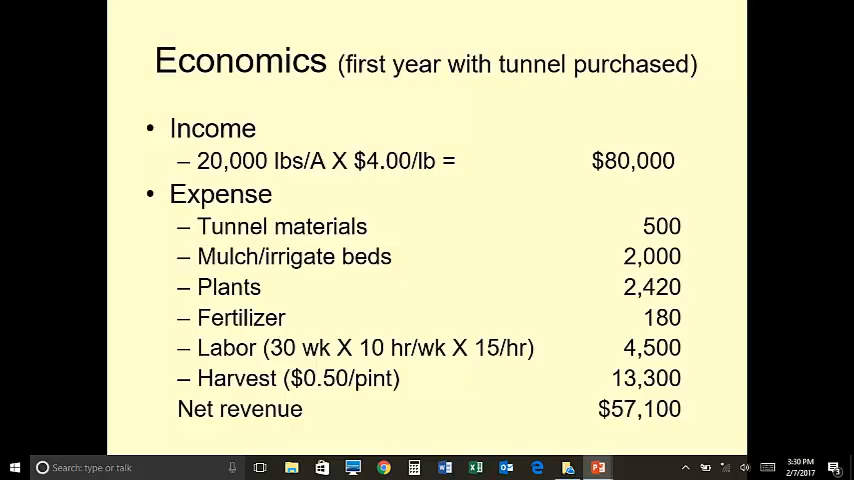 Economics (first year with tunnel purchased)
• Income
– 20,000 lbs/A X $4.00/lb = $80,000
• Expense
– Tunnel materials 500
– Mulch/irrigate beds 2,000
– Plants 2,420
– Fertilizer 180
– Labor (30 wk X 10 hr/wk X 15/hr) 4,500
– Harvest ($0.50/pint) 13,300
Net revenue $57,100
Search: type or talk
3:30 PM
2/7/2017